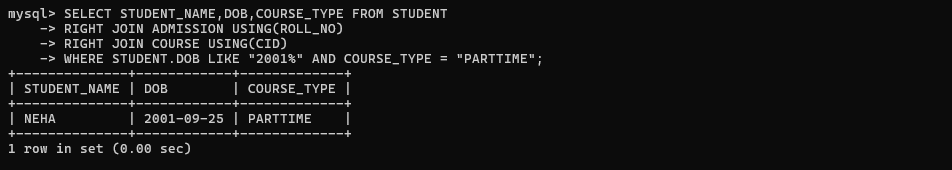 mysql> SELECT STUDENT_NAME,DOB,COURSE_TYPE FROM STUDENT
    -> RIGHT JOIN ADMISSION USING(ROLL_NO)
    -> RIGHT JOIN COURSE USING(CID)
    -> WHERE STUDENT.DOB LIKE "2001%" AND COURSE_TYPE = "PARTTIME";
+--------------+------------+-------------+
| STUDENT_NAME | DOB        | COURSE_TYPE |
+--------------+------------+-------------+
| NEHA         | 2001-09-25 | PARTTIME    |
+--------------+------------+-------------+
1 row in set (0.00 sec)